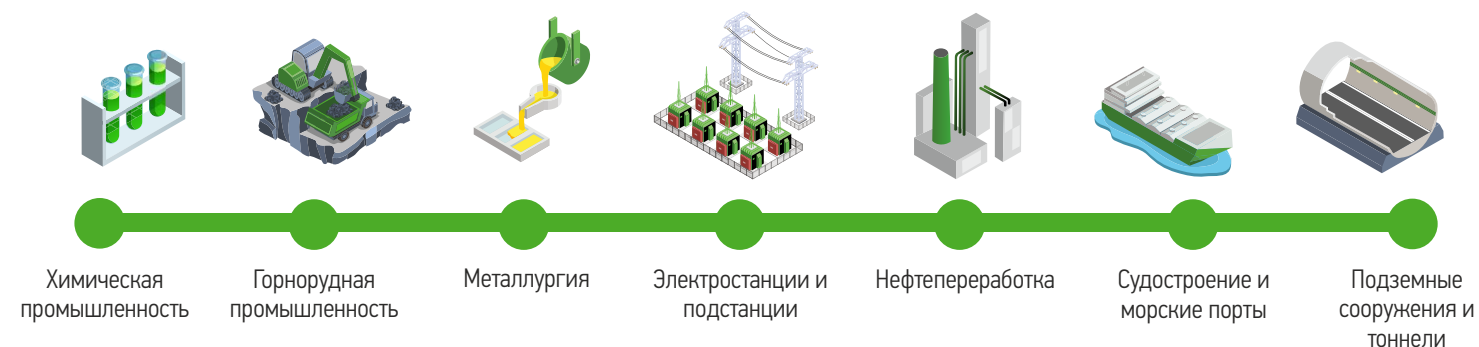 Химическая
промышленность
Горнорудная
промышленность
Металлургия
Электростанции и
подстанции
Нефтепереработка
Судостроение и
морские порты
Подземные
сооружения и
тоннели